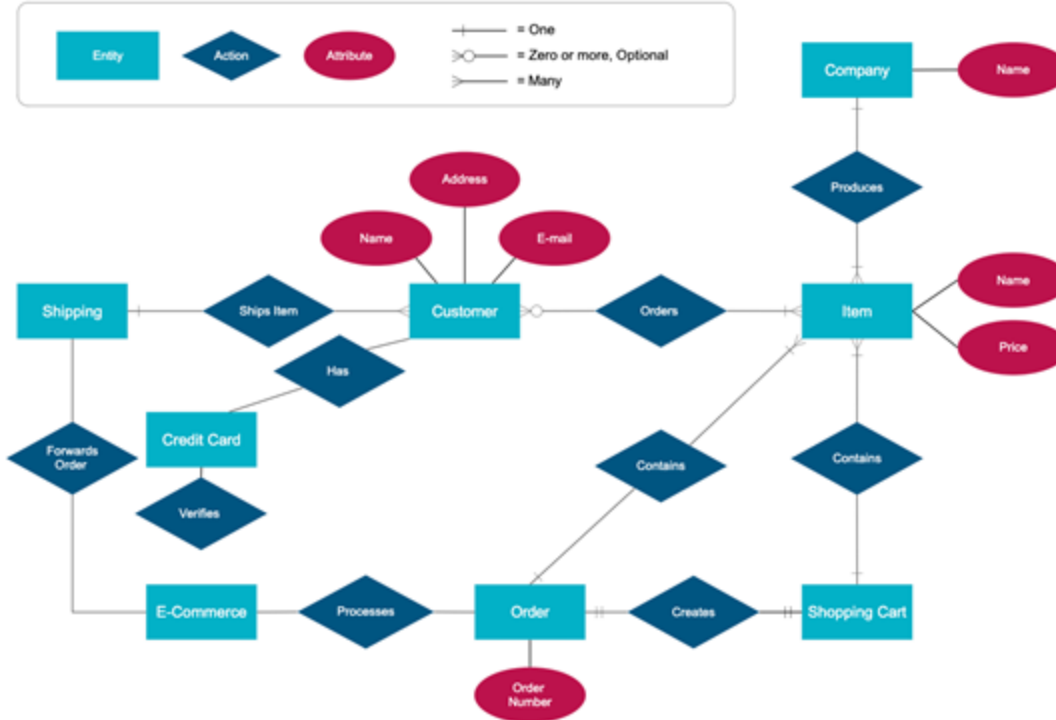 Entity
Action
Attribute
= One
= Zero or more, Optional
= Many
Company
Name
Produces
Address
Name
E-mail
Name
Shipping
Ships Item
Customer
Orders
Item
Price
Has
Credit Card
Forwards
Order
Contains
Contains
Verifies
E-Commerce
Processes
Order
Creates
Shopping Cart
Order
Number